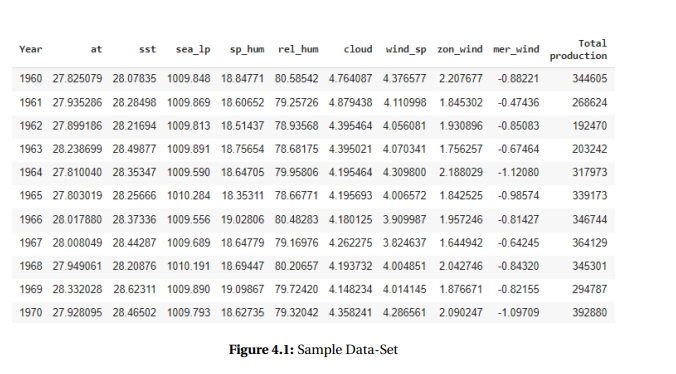 Year at sst sea_lp sp_hum rel_hum cloud wind_sp zon_wind mer_wind Total production
1960 27.825079 28.07835 1009.848 18.84771 80.58542 4.764087 4.376577 2.207677 -0.88221 344605
1961 27.935286 28.28498 1009.869 18.60652 79.25726 4.879438 4.110998 1.845302 -0.47436 268624
1962 27.899186 28.21694 1009.813 18.51437 78.93568 4.395464 4.056081 1.930896 -0.85083 192470
1963 28.238699 28.49877 1009.891 18.75654 78.68175 4.395021 4.070341 1.756257 -0.67464 203242
1964 27.810040 28.35347 1009.590 18.64705 79.95806 4.195464 4.309800 2.188029 -1.12080 317973
1965 27.803019 28.25666 1010.284 18.35311 78.66771 4.195693 4.006572 1.842525 -0.98574 339173
1966 28.017880 28.37336 1009.556 19.02806 80.48283 4.180125 3.909987 1.957246 -0.81427 346744
1967 28.008049 28.44287 1009.689 18.64779 79.16976 4.262275 3.824637 1.644942 -0.64245 364129
1968 27.949061 28.20876 1010.191 18.69447 80.20657 4.193732 4.004851 2.042746 -0.84320 345301
1969 28.332028 28.62311 1009.890 19.09867 79.72420 4.148234 4.014145 1.876671 -0.82155 294787
1970 27.928095 28.46502 1009.793 18.62735 79.32042 4.358241 4.286561 2.090247 -1.09709 392880
Figure 4.1: Sample Data-Set